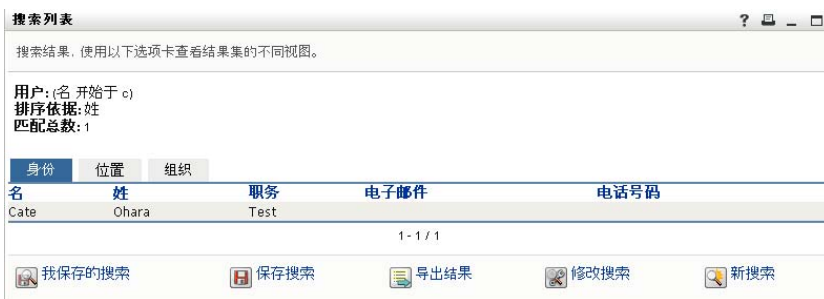 搜索列表
搜索结果, 使用以下选项卡查看结果集的不同视图。
用户: (名 开始于 c)
排序依据: 姓
匹配总数: 1
身份 位置 组织
名 姓 职务 电子邮件 电话号码
Cate Ohara Test
1 - 1 / 1
我保存的搜索 保存搜索 导出结果 修改搜索 新搜索